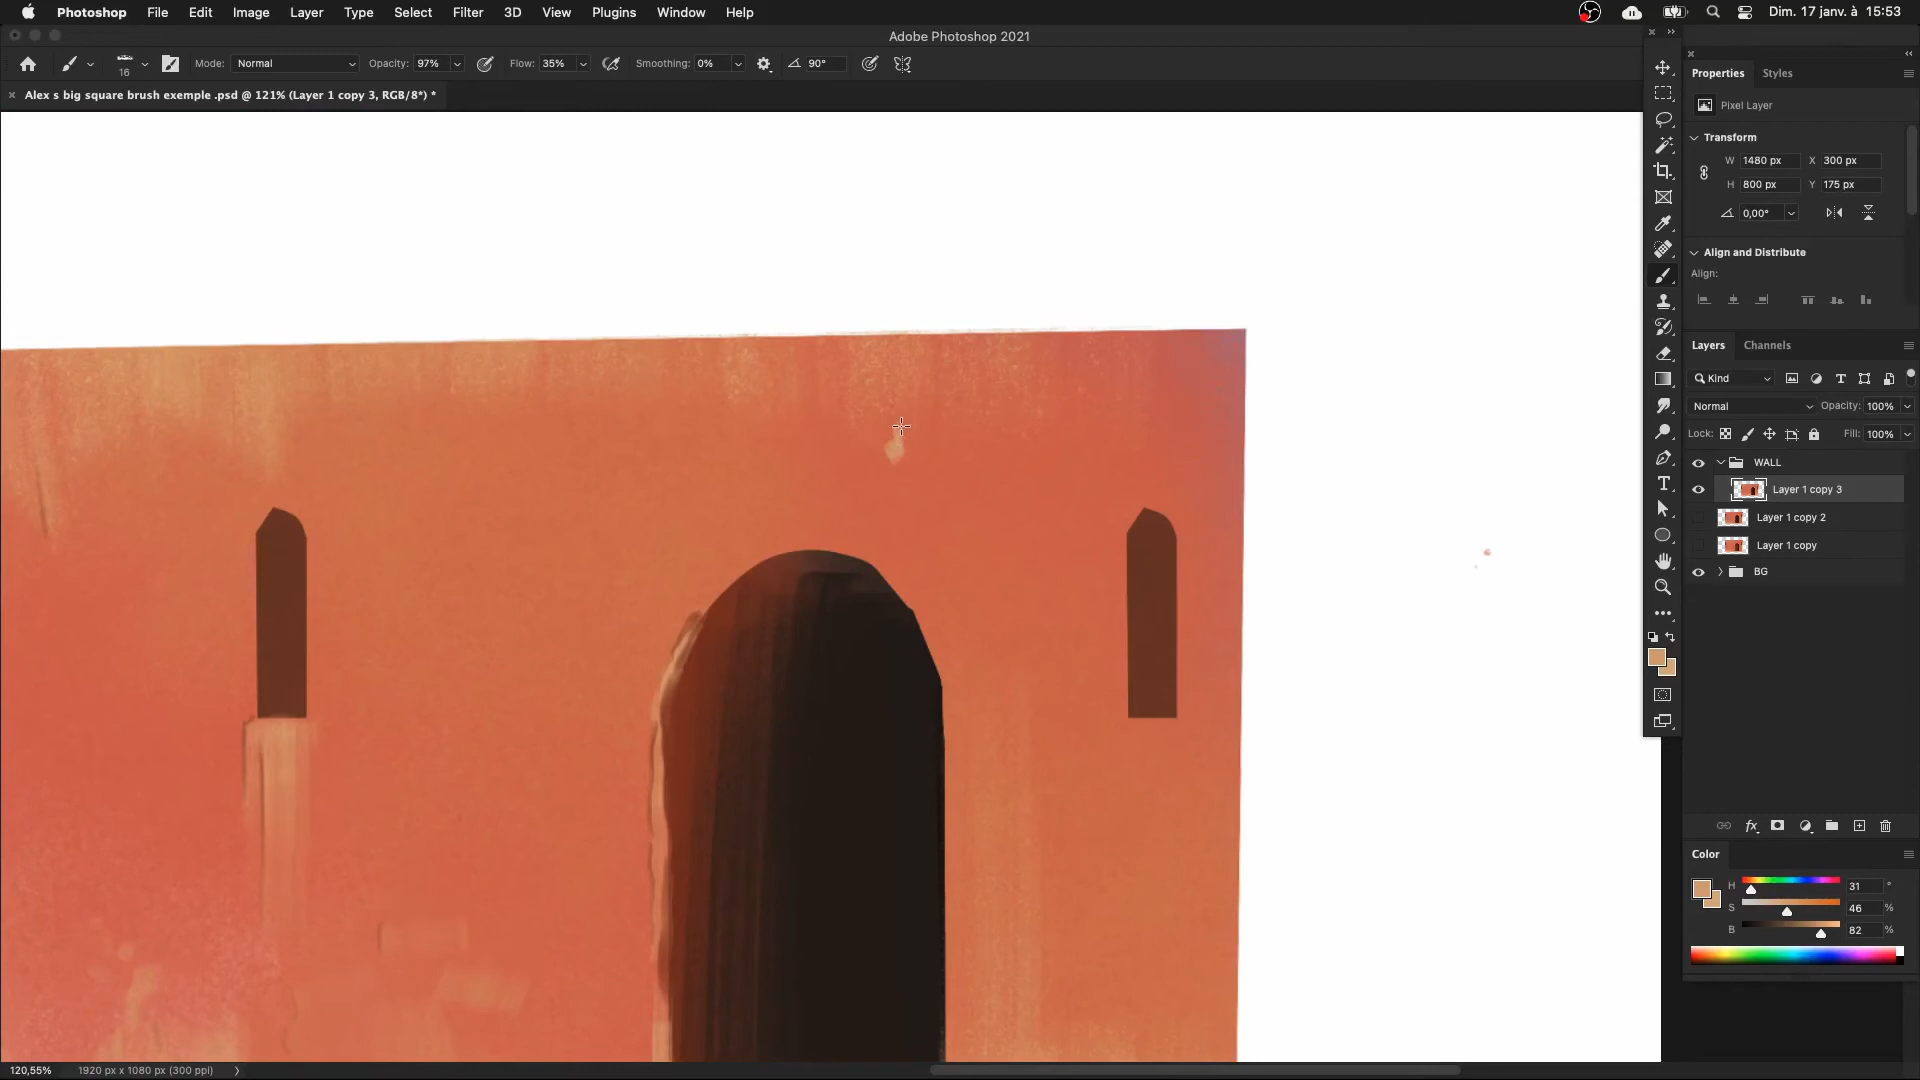 Photoshop File Edit Image Layer Type Select Filter 3D View Plugins Window Help Dim. 17 janv. à 15:53
Adobe Photoshop 2021
16 Mode: Normal Opacity: 97% Flow: 35% Smoothing: 0% 90°
Alex s big square brush exemple .psd @ 121% (Layer 1 copy 3, RGB/8*) *
Properties Styles
Pixel Layer
Transform
W 1480 px X 300 px
H 800 px Y 175 px
0,00°
Align and Distribute
Align:
Layers Channels
Kind
Normal Opacity: 100%
Lock: Fill: 100%
WALL
Layer 1 copy 3
Layer 1 copy 2
Layer 1 copy
BG
fx
Color
H 31 °
S 46 %
B 82 %
120,55% 1920 px x 1080 px (300 ppi)